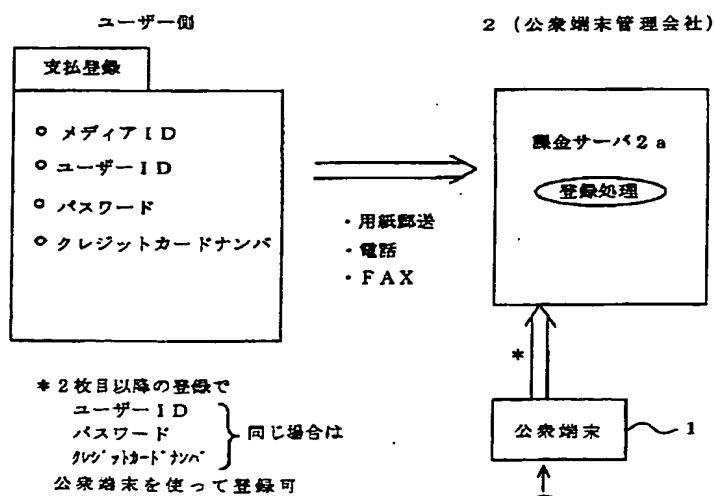 ユーザー側
2 (公衆端末管理会社)
支払登録
○ メディアID
○ ユーザーID
○ パスワード
○ クレジットカードナンバ
・用紙郵送
・電話
・FAX
課金サーバ2a
登録処理
*
*2枚目以降の登録で
ユーザーID
パスワード
クレジットカードナンバ
同じ場合は
公衆端末を使って登録可
公衆端末
1